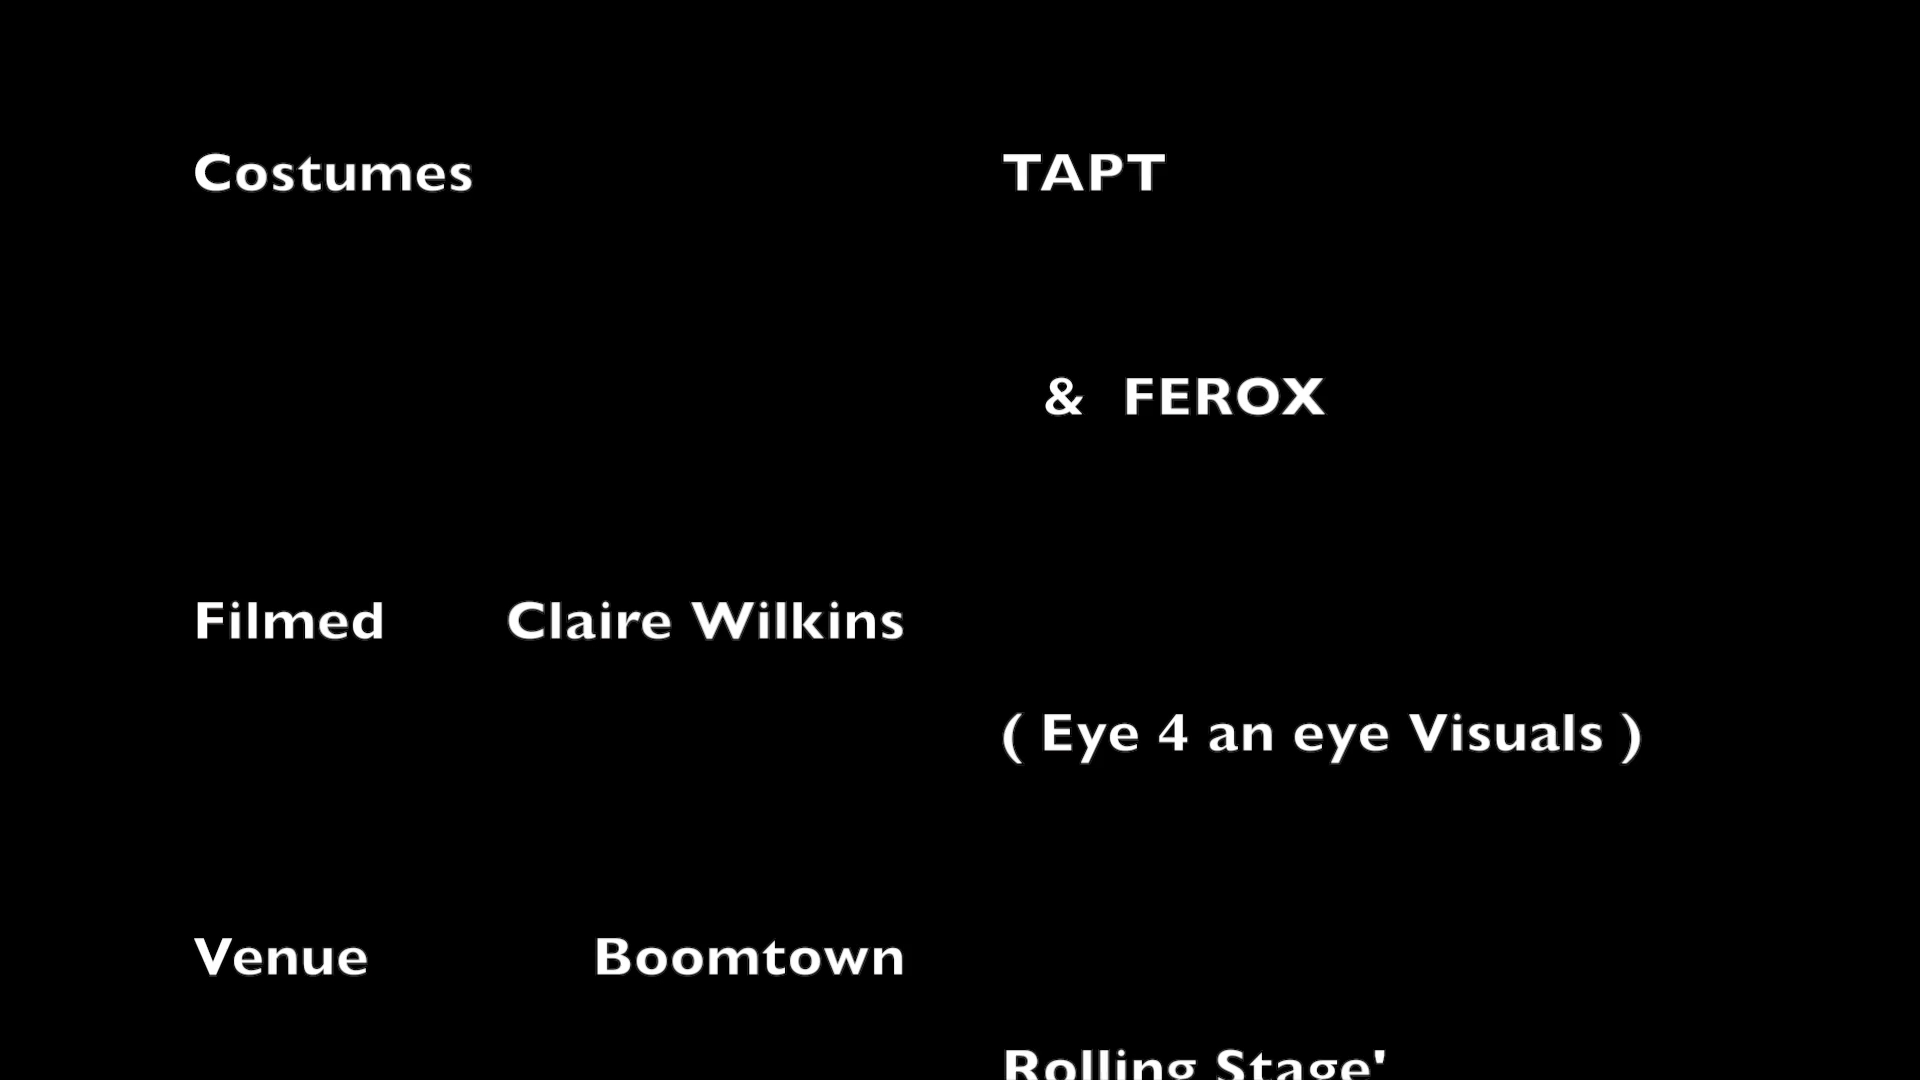 Costumes TAPT
& FEROX
Filmed Claire Wilkins
( Eye 4 an eye Visuals )
Venue Boomtown
Rolling Stage'